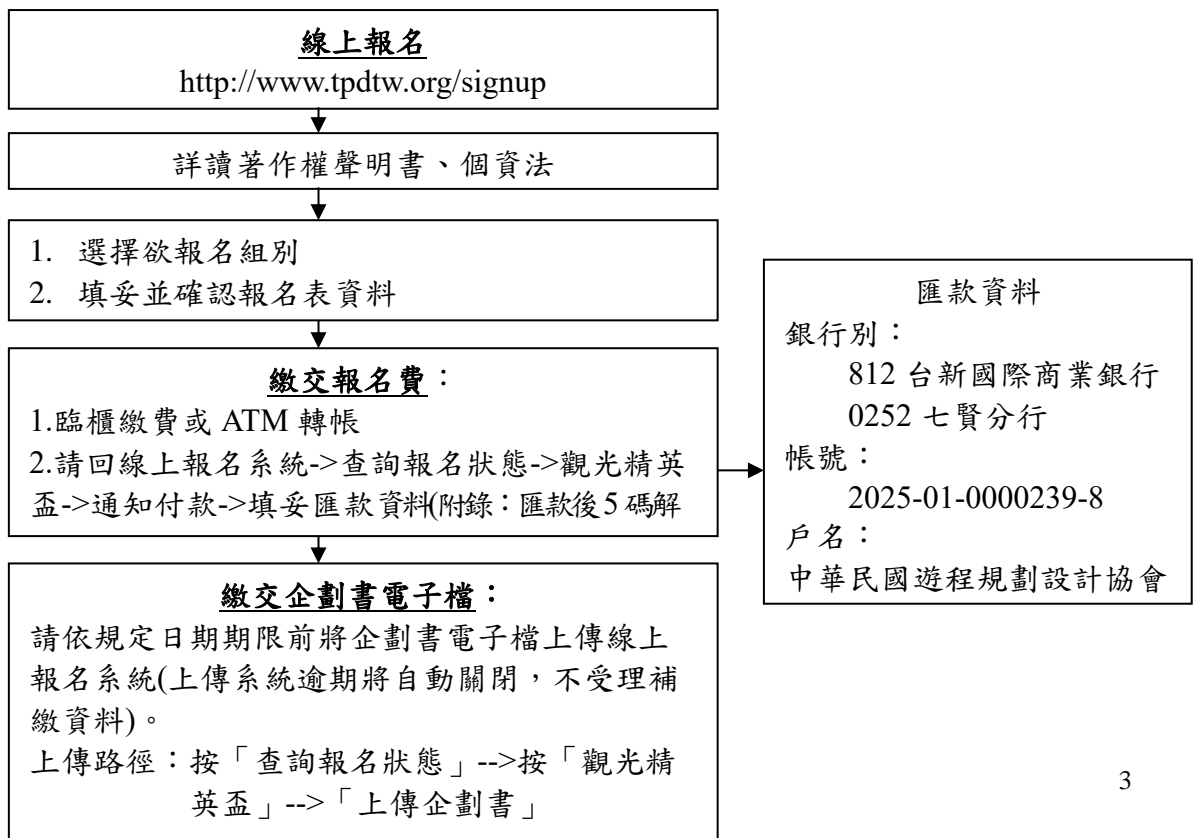 線上報名
http://www.tpdtw.org/signup
詳讀著作權聲明書、個資法
1. 選擇欲報名組別
2. 填妥並確認報名表資料
繳交報名費：
1.臨櫃繳費或 ATM 轉帳
2.請回線上報名系統->查詢報名狀態->觀光精英
盃->通知付款->填妥匯款資料(附錄：匯款後5碼解
匯款資料
銀行別：
812 台新國際商業銀行
0252 七賢分行
帳號：
2025-01-0000239-8
戶名：
中華民國遊程規劃設計協會
繳交企劃書電子檔：
請依規定日期期限前將企劃書電子檔上傳線上
報名系統(上傳系統逾期將自動關閉，不受理補
繳資料)。
上傳路徑：按「查詢報名狀態」-->按「觀光精
英盃」-->「上傳企劃書」
3